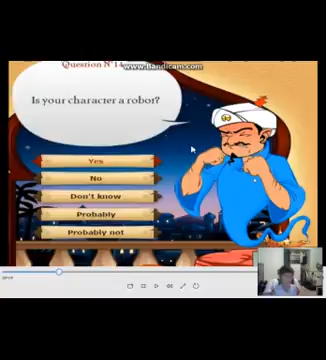 Question N°14
www.Bandicam.com
Is your character a robot?
Yes
No
Don't know
Probably
Probably not